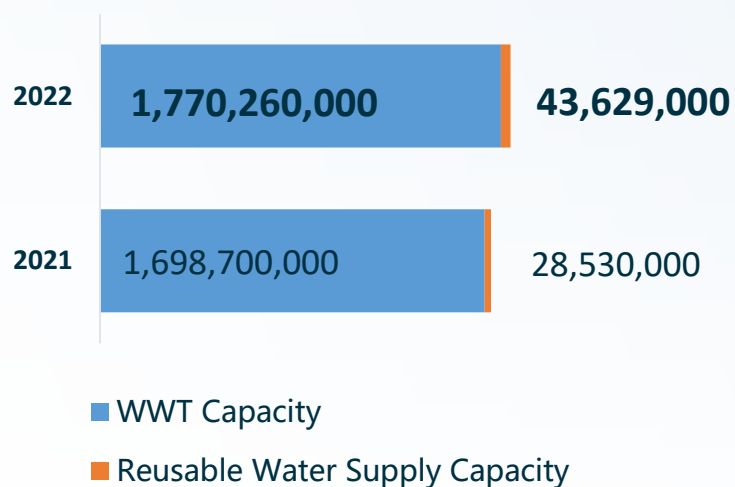 2022 1,770,260,000 43,629,000
2021 1,698,700,000 28,530,000
WWT Capacity
Reusable Water Supply Capacity